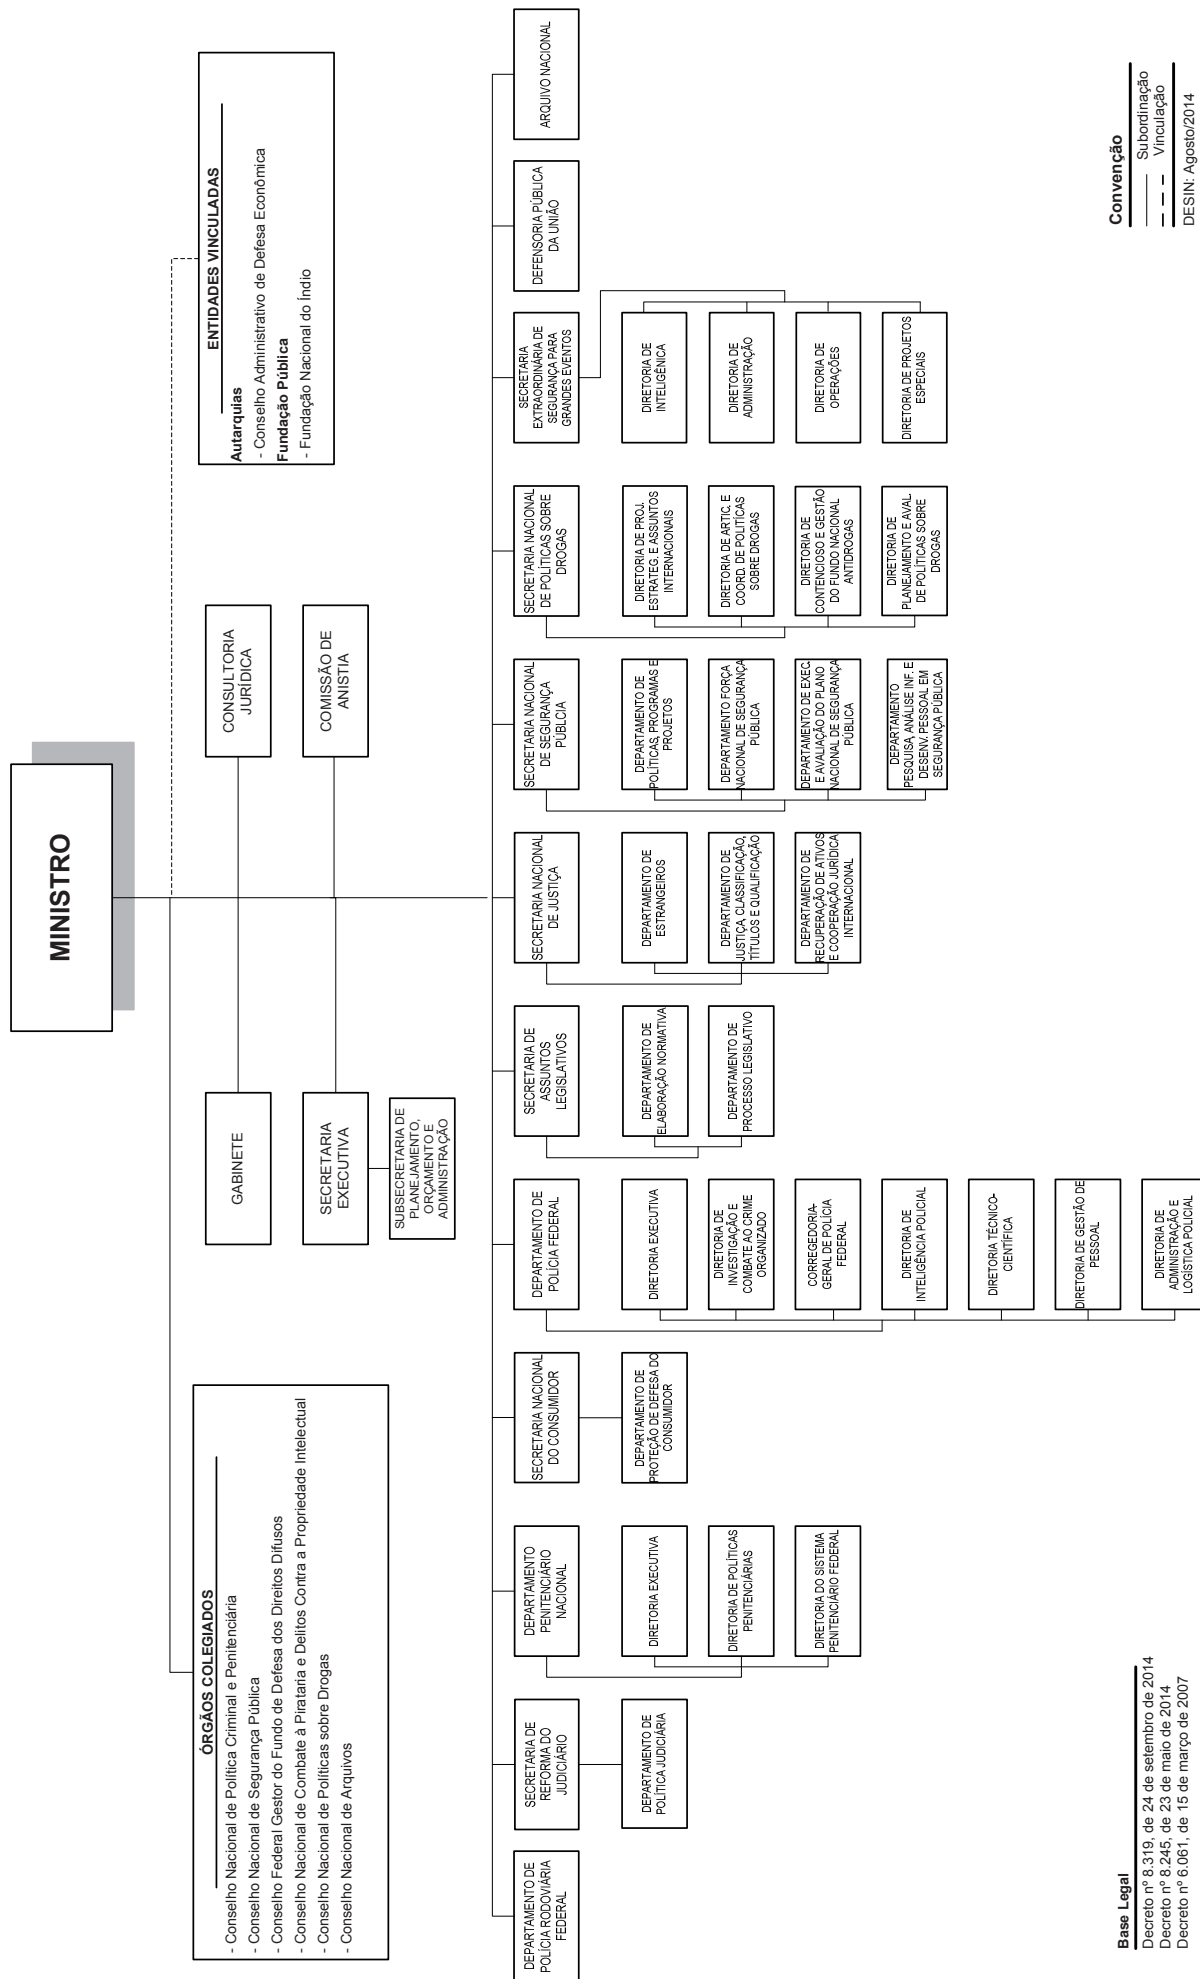 MINISTRO
ÓRGÃOS COLEGIADOS
- Conselho Nacional de Política Criminal e Penitenciária
- Conselho Nacional de Segurança Pública
- Conselho Federal Gestor do Fundo de Defesa dos Direitos Difusos
- Conselho Nacional de Combate à Pirataria e Delitos Contra a Propriedade Intelectual
- Conselho Nacional de Políticas sobre Drogas
- Conselho Nacional de Arquivos
GABINETE
CONSULTORIA
JURÍDICA
SECRETARIA
EXECUTIVA
COMISSÃO DE
ANISTIA
SUBSECRETARIA DE
PLANEJAMENTO,
ORÇAMENTO E
ADMINISTRAÇÃO
ENTIDADES VINCULADAS
Autarquias
- Conselho Administrativo de Defesa Econômica
Fundação Pública
- Fundação Nacional do Índio
DEPARTAMENTO DE
POLÍCIA RODOVIÁRIA
FEDERAL
SECRETARIA DE
REFORMA DO
JUDICIÁRIO
DEPARTAMENTO DE
POLÍTICA JUDICIÁRIA
DEPARTAMENTO
PENITENCIÁRIO
NACIONAL
DIRETORIA EXECUTIVA
DIRETORIA DE POLÍTICAS
PENITENCIÁRIAS
DIRETORIA DO SISTEMA
PENITENCIÁRIO FEDERAL
SECRETARIA NACIONAL
DO CONSUMIDOR
DEPARTAMENTO DE
PROTEÇÃO DE DEFESA DO
CONSUMIDOR
DEPARTAMENTO DE
POLÍCIA FEDERAL
DIRETORIA EXECUTIVA
DIRETORIA DE
INVESTIGAÇÃO E
COMBATE AO CRIME
ORGANIZADO
CORREGEDORIA-
GERAL DE POLÍCIA
FEDERAL
DIRETORIA DE
INTELIGÊNCIA POLICIAL
DIRETORIA TÉCNICO-
CIENTÍFICA
DIRETORIA DE GESTÃO DE
PESSOAL
DIRETORIA DE
ADMINISTRAÇÃO E
LOGÍSTICA POLICIAL
SECRETARIA DE
ASSUNTOS
LEGISLATIVOS
DEPARTAMENTO DE
ELABORAÇÃO NORMATIVA
DEPARTAMENTO DE
PROCESSO LEGISLATIVO
SECRETARIA NACIONAL
DE JUSTIÇA
DEPARTAMENTO DE
ESTRANGEIROS
DEPARTAMENTO DE
JUSTIÇA, CLASSIFICAÇÃO,
TÍTULOS E QUALIFICAÇÃO
DEPARTAMENTO DE
RECUPERAÇÃO DE ATIVOS
E COOPERAÇÃO JURÍDICA
INTERNACIONAL
SECRETARIA NACIONAL
DE SEGURANÇA
PÚBLCIA
DEPARTAMENTO DE
POLÍTICAS, PROGRAMAS E
PROJETOS
DEPARTAMENTO FORÇA
NACIONAL DE SEGURANÇA
PÚBLICA
DEPARTAMENTO DE EXEC.
E AVALIAÇÃO DO PLANO
NACIONAL DE SEGURANÇA
PÚBLICA
DEPARTAMENTO
PESQUISA, ANÁLISE INF. E
DESENV. PESSOAL EM
SEGURANÇA PÚBLICA
SECRETARIA NACIONAL
DE POLÍTICAS SOBRE
DROGAS
DIRETORIA DE PROJ.
ESTRATEG. E ASSUNTOS
INTERNACIONAIS
DIRETORIA DE ARTIC. E
COORD. DE POLITÍCAS
SOBRE DROGAS
DIRETORIA DE
CONTENCIOSO E GESTÃO
DO FUNDO NACIONAL
ANTIDROGAS
DIRETORIA DE
PLANEJAMENTO E AVAL.
DE POLÍTICAS SOBRE
DROGAS
SECRETARIA
EXTRAORDINÁRIA DE
SEGURANÇA PARA
GRANDES EVENTOS
DIRETORIA DE
INTELIGÊNICA
DIRETORIA DE
ADMINISTRAÇÃO
DIRETORIA DE
OPERAÇÕES
DIRETORIA DE PROJETOS
ESPECIAIS
DEFENSORIA PÚBLICA
DA UNIÃO
ARQUIVO NACIONAL
Base Legal
Decreto nº 8.319, de 24 de setembro de 2014
Decreto nº 8.245, de 23 de maio de 2014
Decreto nº 6.061, de 15 de março de 2007
Convenção
Subordinação
Vinculação
DESIN: Agosto/2014